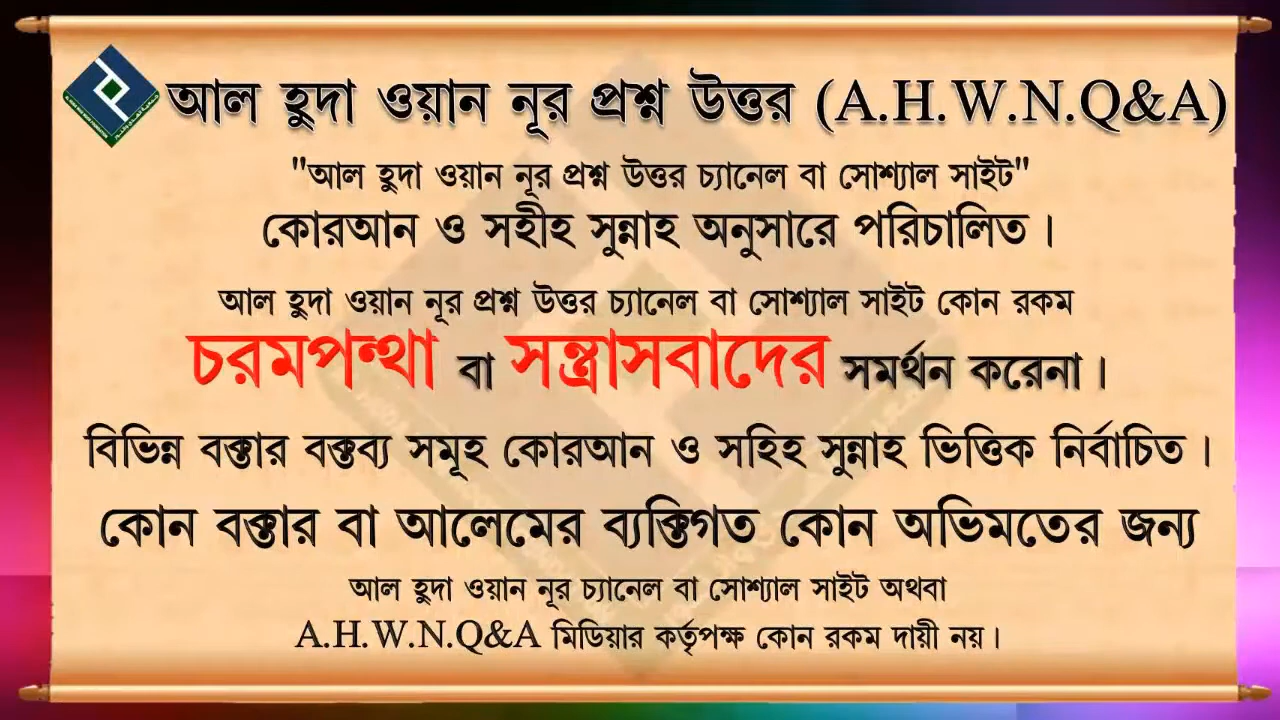 আল হুদা ওয়ান নূর প্রশ্ন উত্তর (A.H.W.N.Q&A)
"আল হুদা ওয়ান নূর প্রশ্ন উত্তর চ্যানেল বা সোশ্যাল সাইট"
কোরআন ও সহীহ সুন্নাহ অনুসারে পরিচালিত।
আল হুদা ওয়ান নূর প্রশ্ন উত্তর চ্যানেল বা সোশ্যাল সাইট কোন রকম
চরমপন্থা বা সন্ত্রাসবাদের সমর্থন করেনা।
বিভিন্ন বক্তার বক্তব্য সমূহ কোরআন ও সহিহ সুন্নাহ ভিত্তিক নির্বাচিত।
কোন বক্তার বা আলেমের ব্যক্তিগত কোন অভিমতের জন্য
আল হুদা ওয়ান নূর চ্যানেল বা সোশ্যাল সাইট অথবা
A.H.W.N.Q&A মিডিয়ার কর্তৃপক্ষ কোন রকম দায়ী নয়।